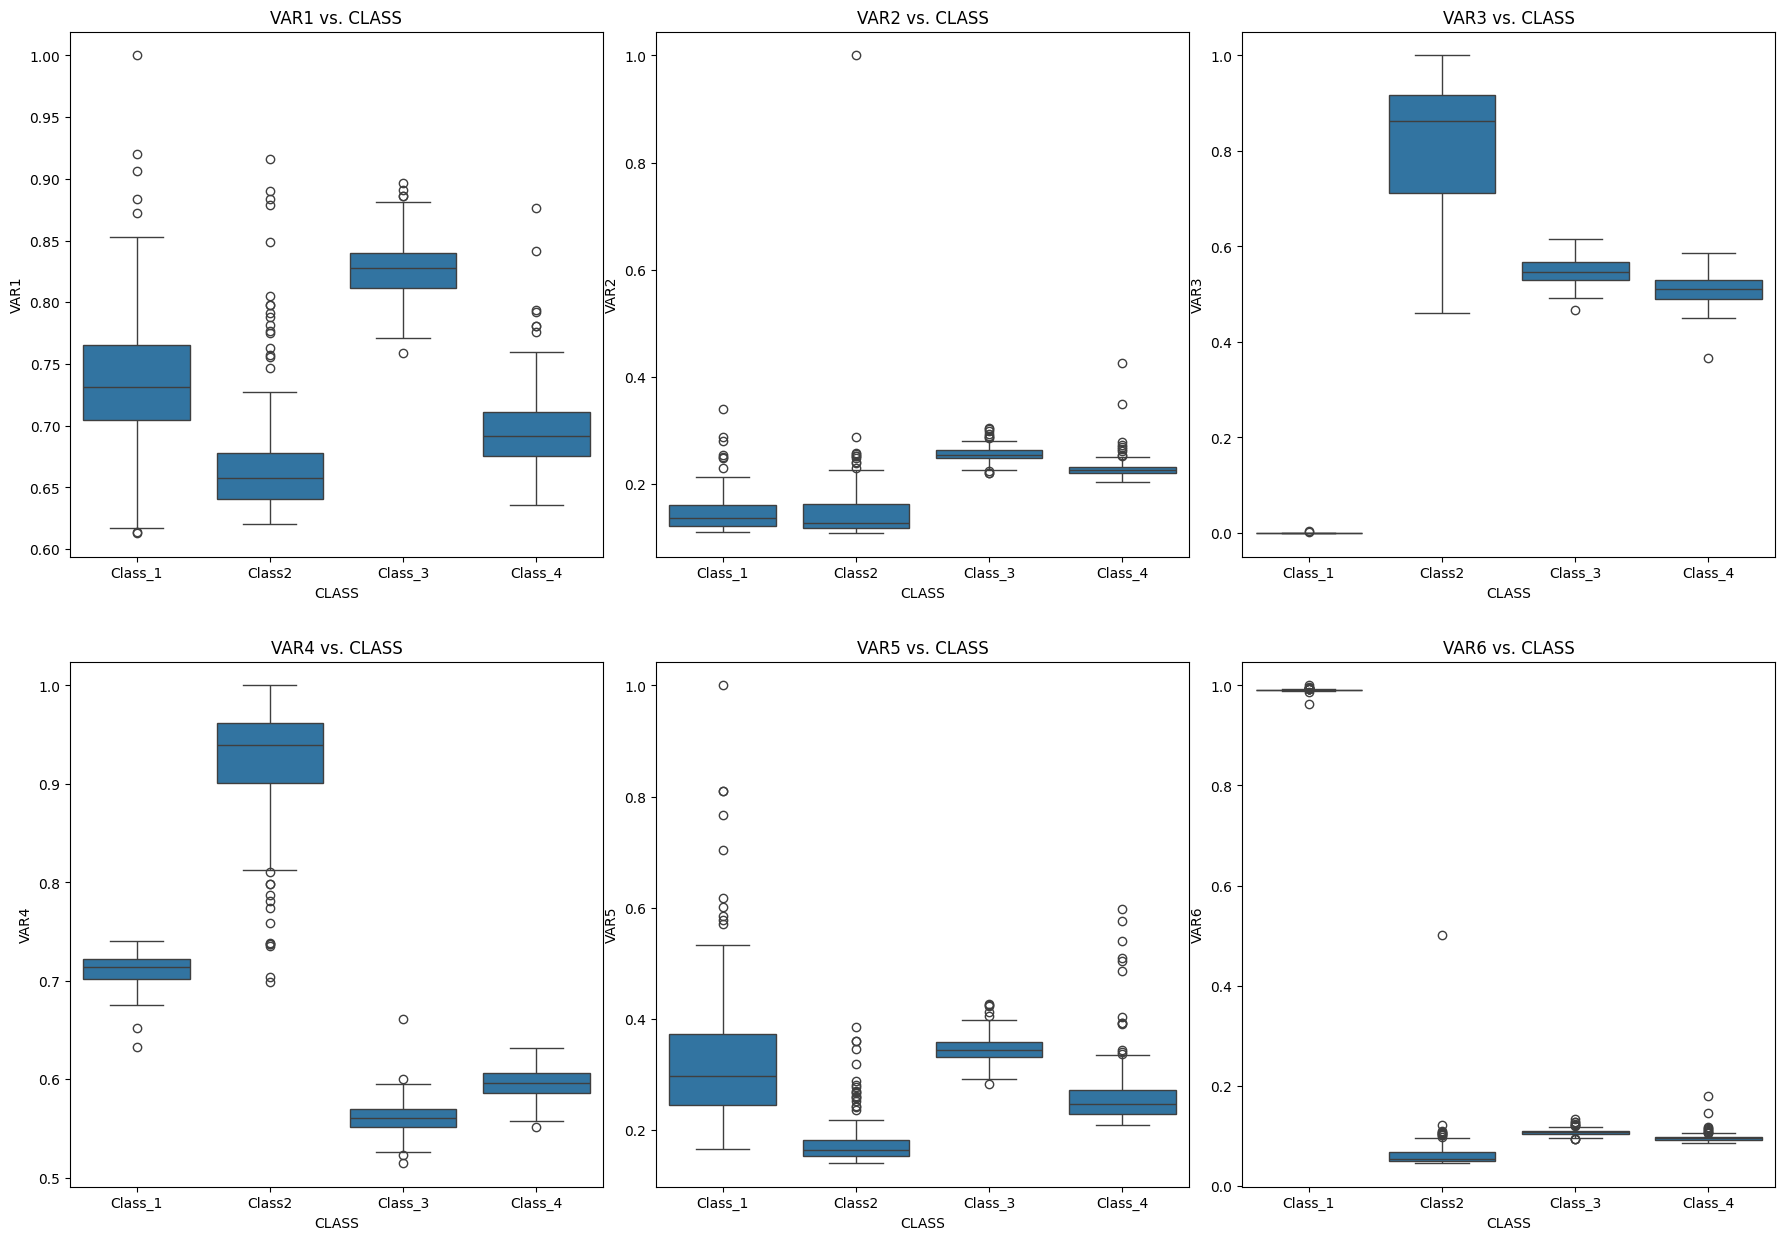 VAR1 vs. CLASS
1.00
0.95
0.90
0.85
0.80
0.75
0.70
0.65
0.60
VAR1
Class_1 Class2 Class_3 Class_4
CLASS
VAR2 vs. CLASS
1.0
0.8
0.6
0.4
0.2
VAR2
Class_1 Class2 Class_3 Class_4
CLASS
VAR3 vs. CLASS
1.0
0.8
0.6
0.4
0.2
0.0
VAR3
Class_1 Class2 Class_3 Class_4
CLASS
VAR4 vs. CLASS
1.0
0.9
0.8
0.7
0.6
0.5
VAR4
Class_1 Class2 Class_3 Class_4
CLASS
VAR5 vs. CLASS
1.0
0.8
0.6
0.4
0.2
VAR5
Class_1 Class2 Class_3 Class_4
CLASS
VAR6 vs. CLASS
1.0
0.8
0.6
0.4
0.2
0.0
VAR6
Class_1 Class2 Class_3 Class_4
CLASS